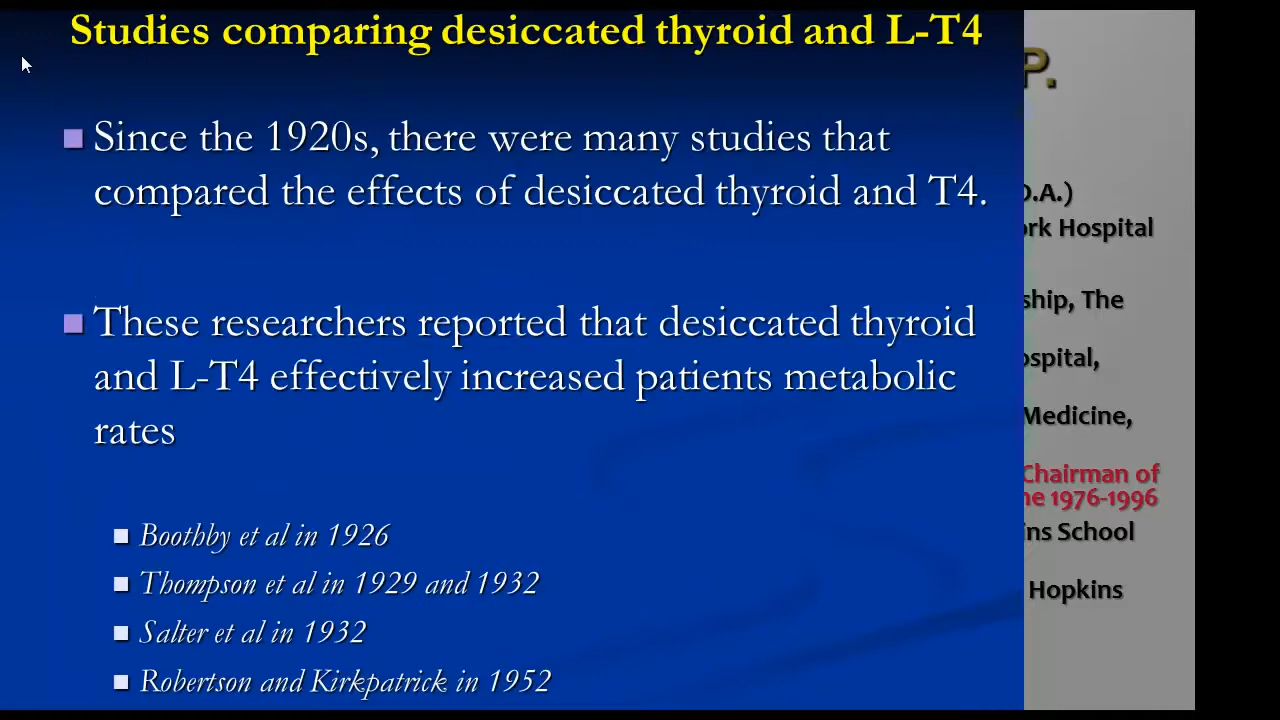 Studies comparing desiccated thyroid and L-T4
Since the 1920s, there were many studies that
compared the effects of desiccated thyroid and T4.
These researchers reported that desiccated thyroid
and L-T4 effectively increased patients metabolic
rates
Boothby et al in 1926
Thompson et al in 1929 and 1932
Salter et al in 1932
Robertson and Kirkpatrick in 1952
P.
O.A.)
ork Hospital
ship, The
ospital,
Medicine,
Chairman of
ne 1976-1996
ins School
Hopkins